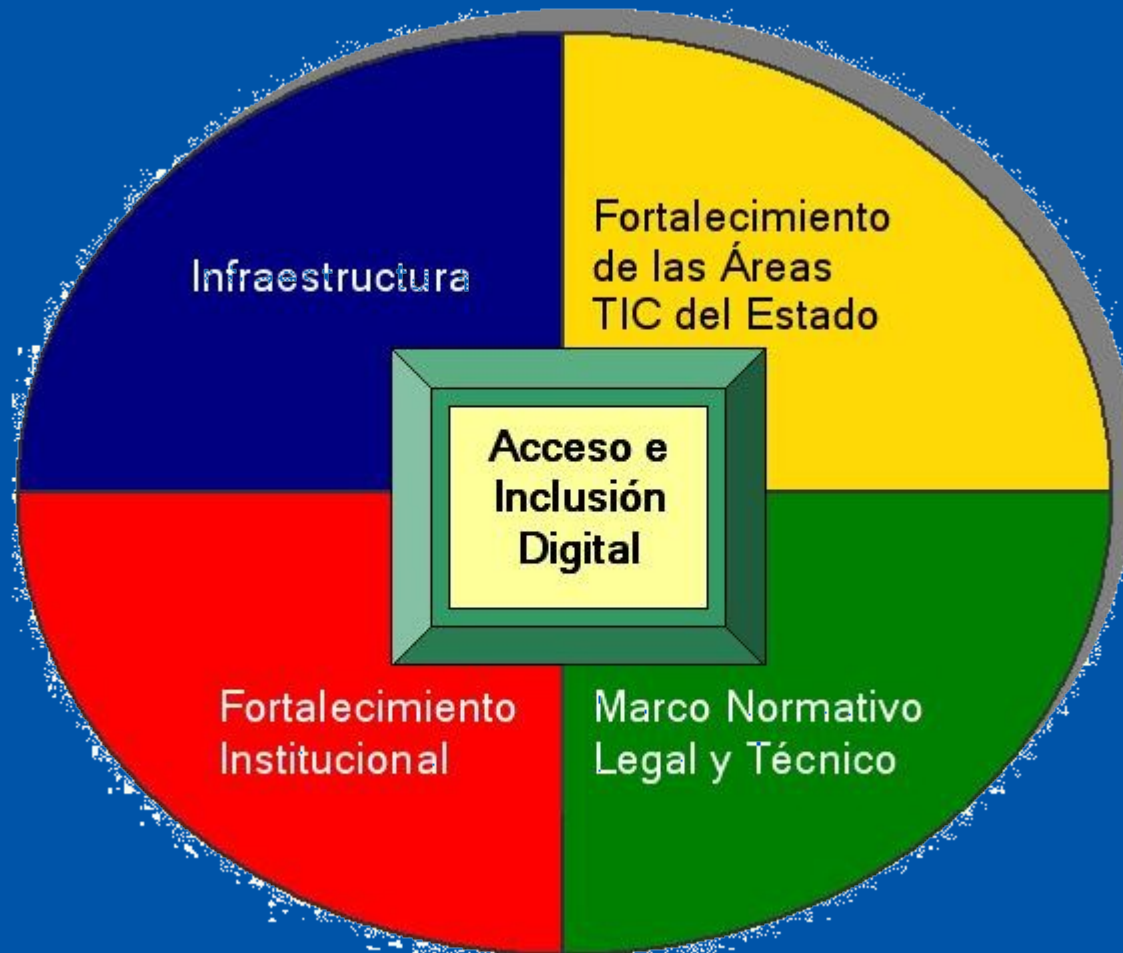 Infraestructura
Fortalecimiento
de las Áreas
TIC del Estado
Acceso e
Inclusión
Digital
Fortalecimiento
Institucional
Marco Normativo
Legal y Técnico